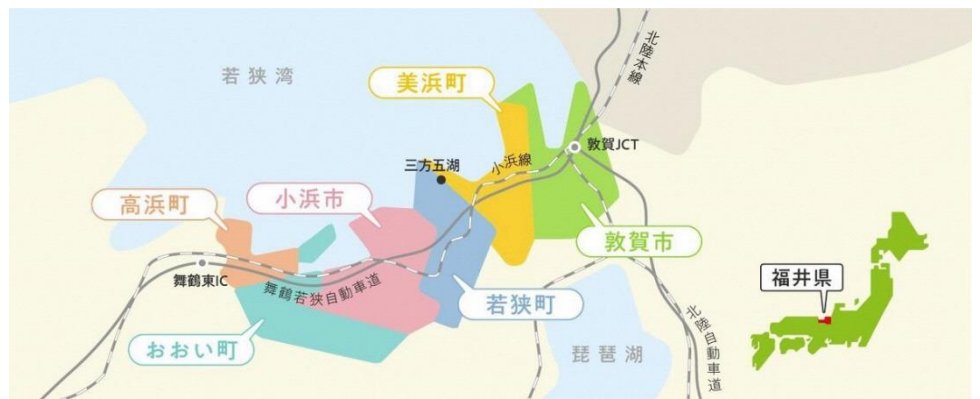 若狭湾
美浜町
北陸本線
敦賀JCT
三方五湖
小浜線
高浜町
小浜市
敦賀市
舞鶴東IC
舞鶴若狭自動車道
若狭町
福井県
おおい町
琵琶湖
北陸自動車道